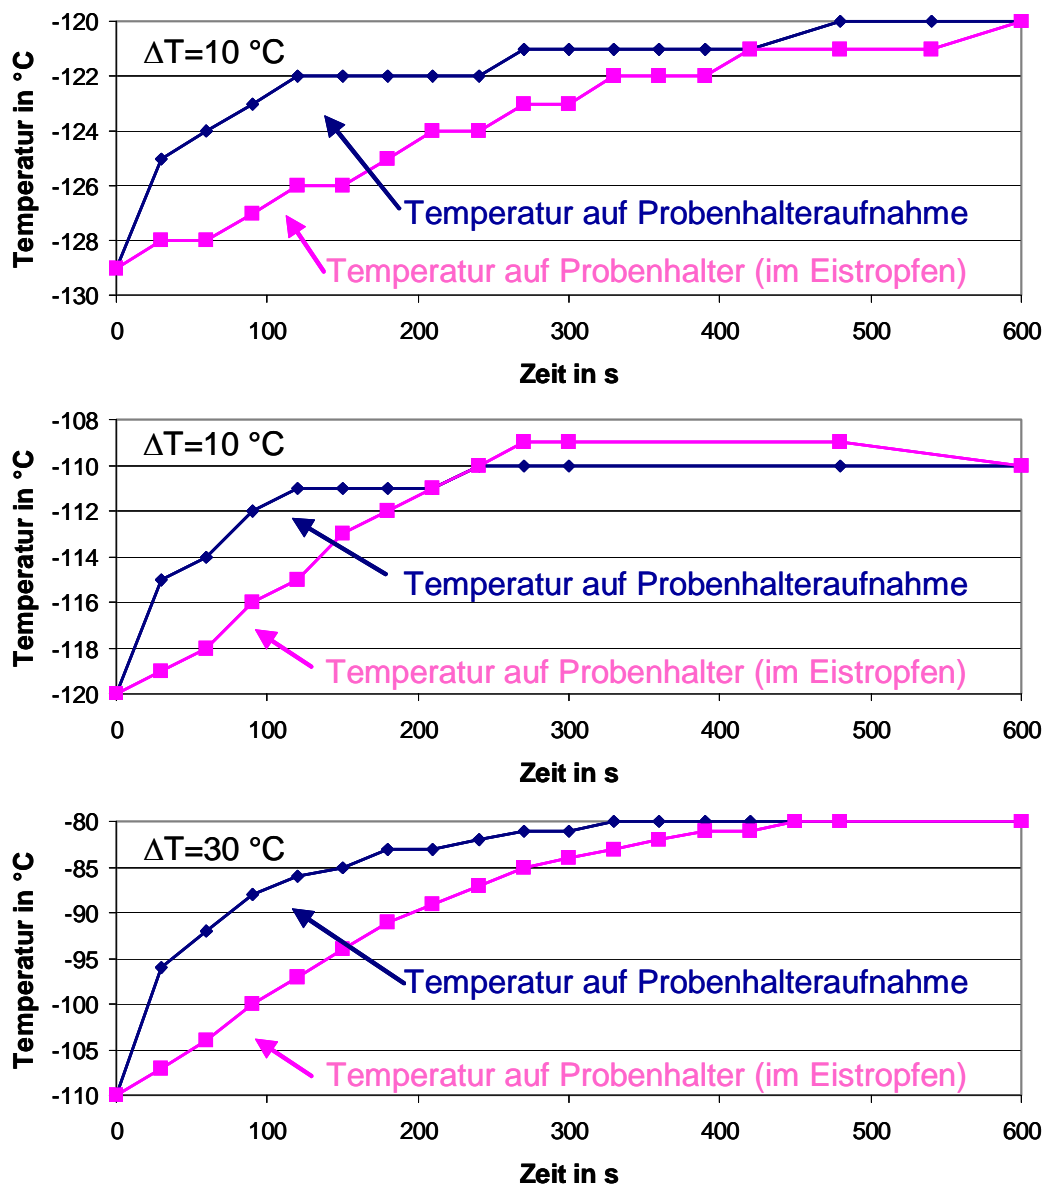 -120
-122
-124
-126
-128
-130
Temperatur in °C
ΔT=10 °C
Temperatur auf Probenhalteraufnahme
Temperatur auf Probenhalter (im Eistropfen)
0 100 200 300 400 500 600
Zeit in s
-108
-110
-112
-114
-116
-118
-120
Temperatur in °C
ΔT=10 °C
Temperatur auf Probenhalteraufnahme
Temperatur auf Probenhalter (im Eistropfen)
0 100 200 300 400 500 600
Zeit in s
-80
-85
-90
-95
-100
-105
-110
Temperatur in °C
ΔT=30 °C
Temperatur auf Probenhalteraufnahme
Temperatur auf Probenhalter (im Eistropfen)
0 100 200 300 400 500 600
Zeit in s